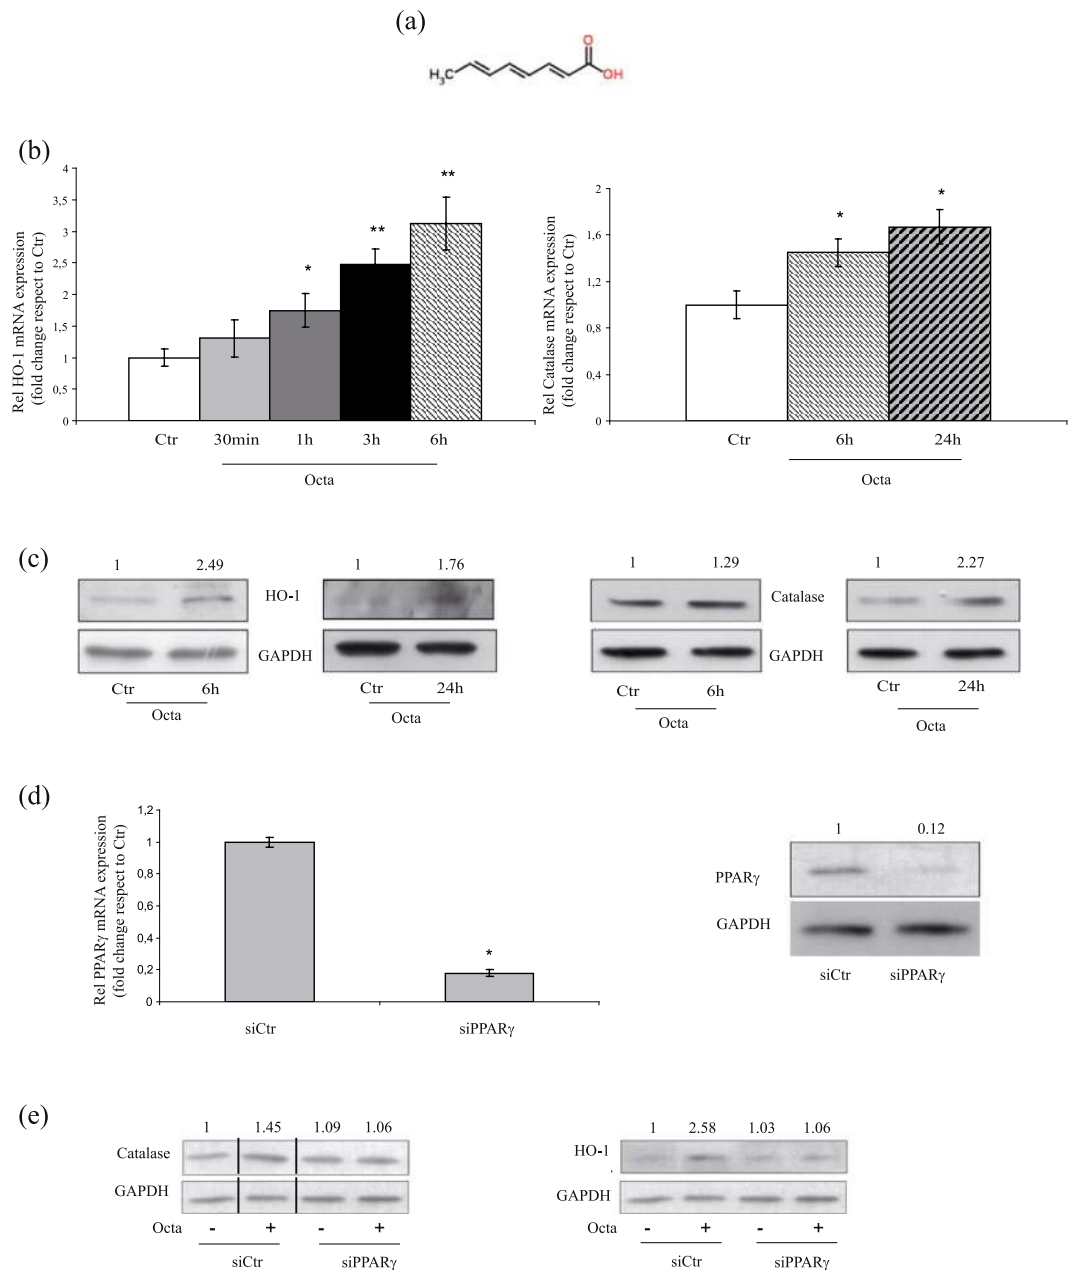 (a)
O
H3C
OH
(b)
Rel HO-1 mRNA expression
(fold change respect to Ctr)
4
3,5
3
2,5
2
1,5
1
0,5
0
**
**
*
Ctr 30min 1h 3h 6h
Octa
Rel Catalase mRNA expression
(fold change respect to Ctr)
2
1,6
1,2
0,8
0,4
0
* *
Ctr 6h 24h
Octa
(c)
1 2.49 1 1.76 1 1.29 1 2.27
HO-1 Catalase
GAPDH GAPDH
Ctr 6h Ctr 24h Ctr 6h Ctr 24h
Octa Octa Octa Octa
(d)
Rel PPARγ mRNA expression
(fold change respect to Ctr)
1,2
1
0,8
0,6
0,4
0,2
0
*
siCtr siPPARγ
1 0.12
PPARγ
GAPDH
siCtr siPPARγ
(e)
1 1.45 1.09 1.06
Catalase
GAPDH
Octa - + - +
siCtr siPPARγ
1 2.58 1.03 1.06
HO-1
GAPDH
Octa - + - +
siCtr siPPARγ